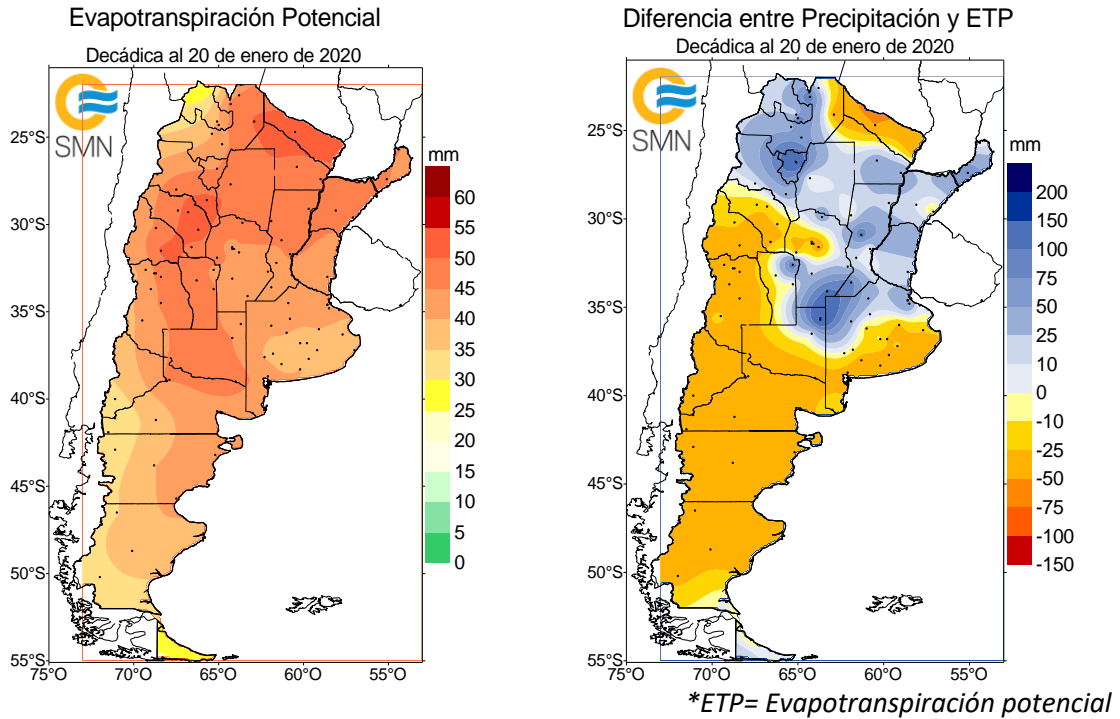 Evapotranspiración Potencial
Decádica al 20 de enero de 2020
SMN
25°S
30°S
35°S
40°S
45°S
50°S
55°S
75°O
70°O
65°O
60°O
55°O
mm
60
55
50
45
40
35
30
25
20
15
10
5
0
Diferencia entre Precipitación y ETP
Decádica al 20 de enero de 2020
SMN
25°S
30°S
35°S
40°S
45°S
50°S
55°S
75°O
70°O
65°O
60°O
55°O
mm
200
150
100
75
50
25
10
0
-10
-25
-50
-75
-100
-150
*ETP= Evapotranspiración potencial